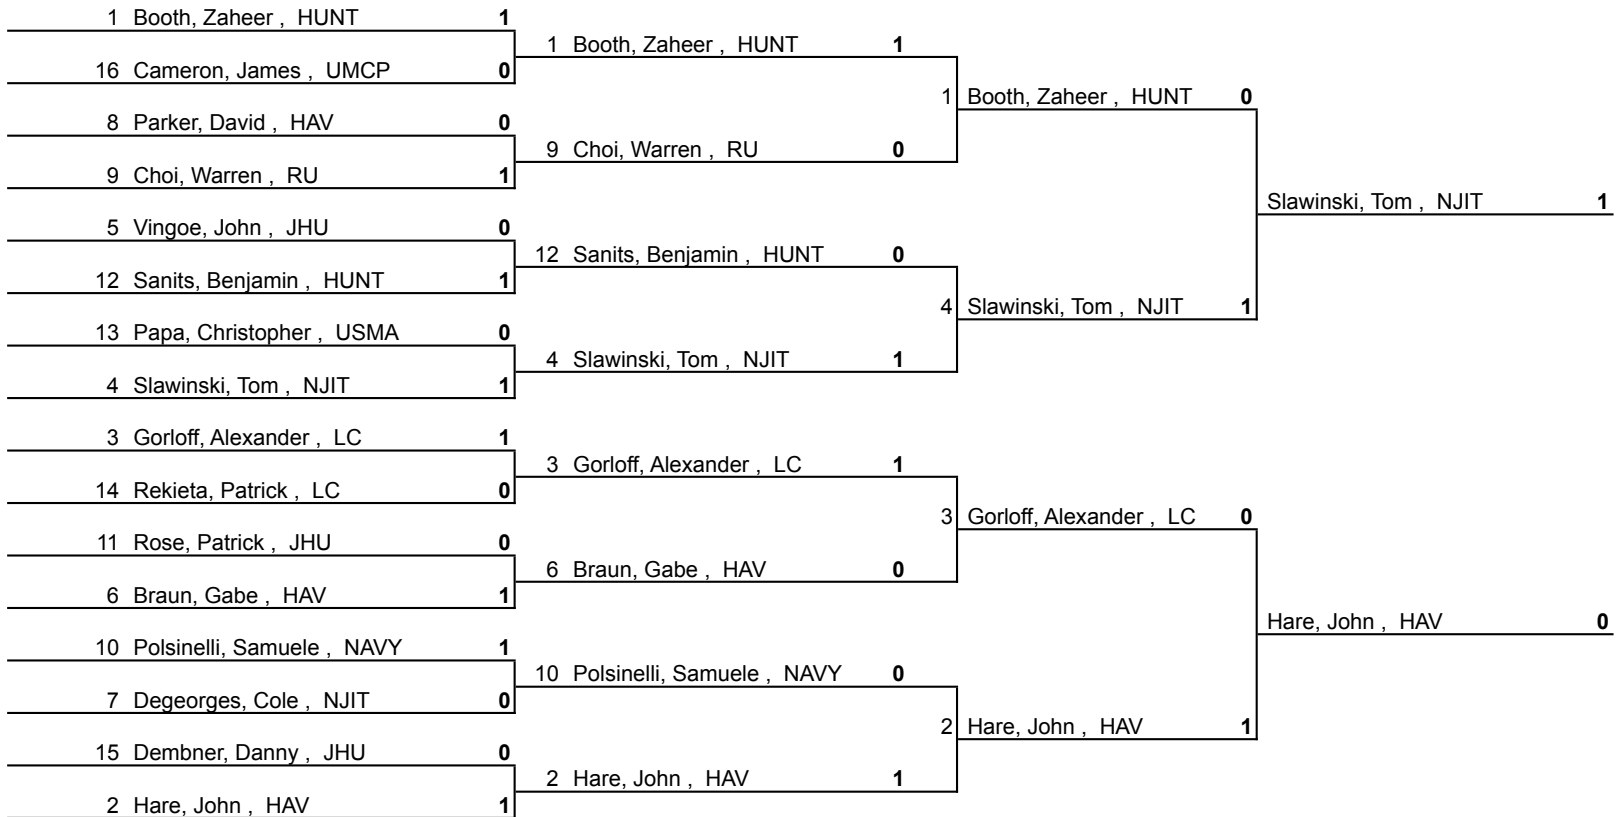 1 Booth, Zaheer , HUNT 1
16 Cameron, James , UMCP 0
8 Parker, David , HAV 0
9 Choi, Warren , RU 1
5 Vingoe, John , JHU 0
12 Sanits, Benjamin , HUNT 1
13 Papa, Christopher , USMA 0
4 Slawinski, Tom , NJIT 1
3 Gorloff, Alexander , LC 1
14 Rekieta, Patrick , LC 0
11 Rose, Patrick , JHU 0
6 Braun, Gabe , HAV 1
10 Polsinelli, Samuele , NAVY 1
7 Degeorges, Cole , NJIT 0
15 Dembner, Danny , JHU 0
2 Hare, John , HAV 1
1 Booth, Zaheer , HUNT 1
9 Choi, Warren , RU 0
12 Sanits, Benjamin , HUNT 0
4 Slawinski, Tom , NJIT 1
3 Gorloff, Alexander , LC 1
6 Braun, Gabe , HAV 0
10 Polsinelli, Samuele , NAVY 0
2 Hare, John , HAV 1
1 Booth, Zaheer , HUNT 0
4 Slawinski, Tom , NJIT 1
3 Gorloff, Alexander , LC 0
2 Hare, John , HAV 1
Slawinski, Tom , NJIT 1
Hare, John , HAV 0